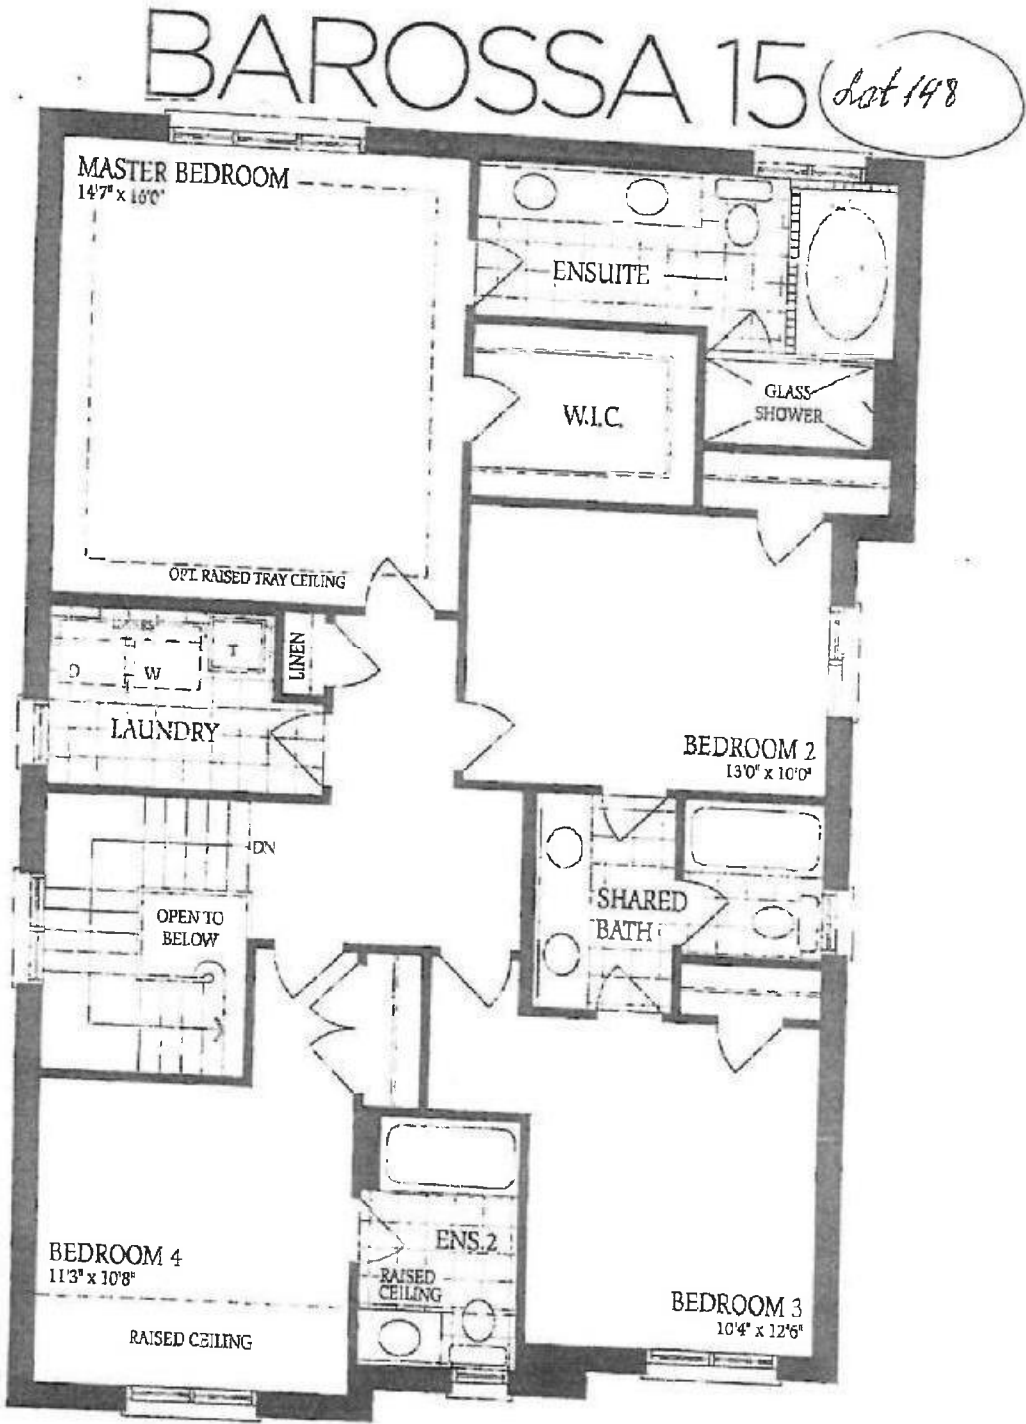 BAROSSA 15
Lot 148
MASTER BEDROOM
14'7" x 16'0"
ENSUITE
GLASS
SHOWER
W.I.C.
OPT. RAISED TRAY CEILING
LINEN
D
W
T
LAUNDRY
BEDROOM 2
13'0" x 10'0"
DN
OPEN TO
BELOW
SHARED
BATH
BEDROOM 4
11'3" x 10'8"
RAISED CEILING
ENS.2
RAISED
CEILING
BEDROOM 3
10'4" x 12'6"